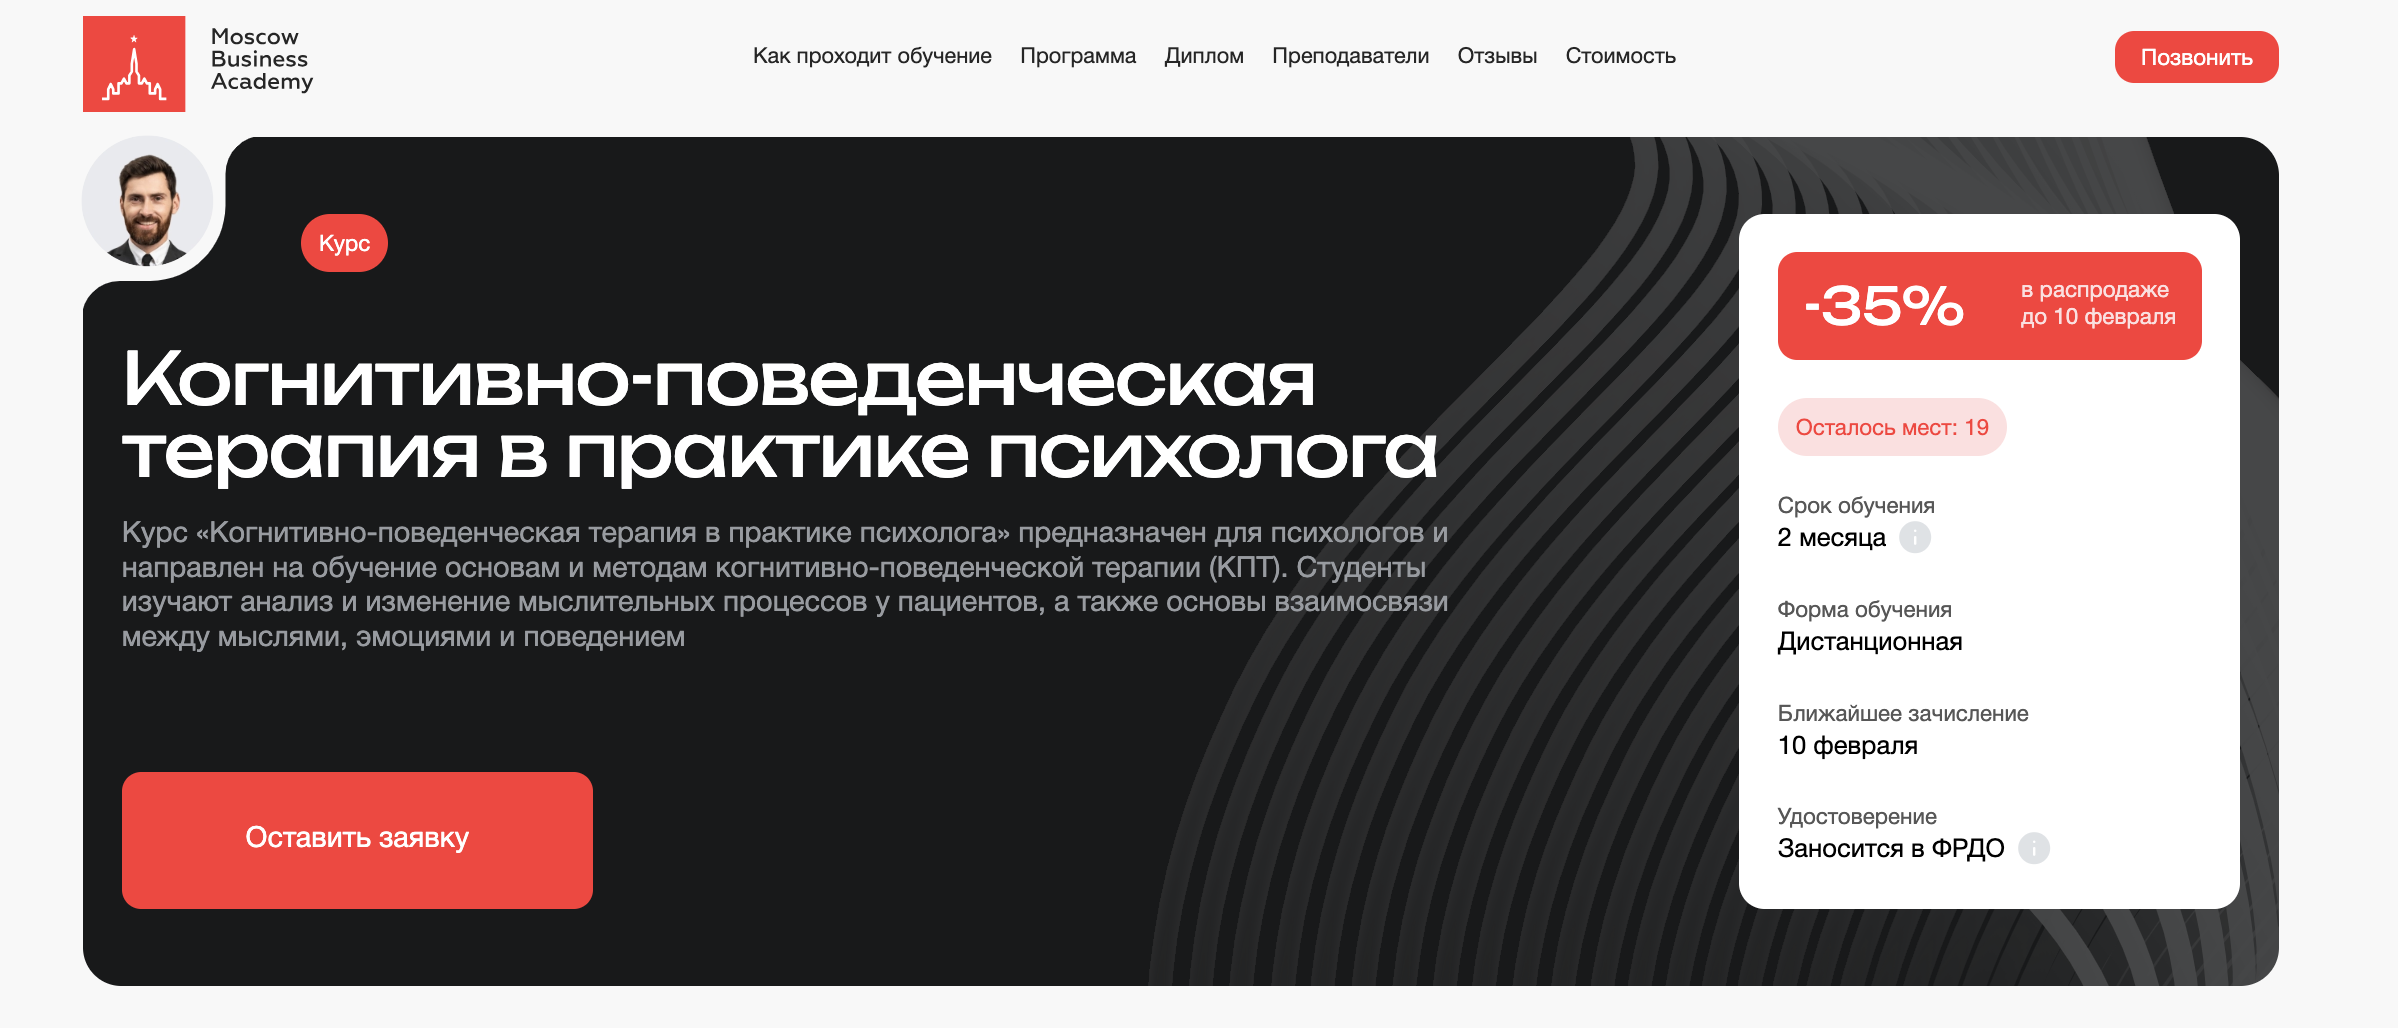 Moscow
Business
Academy
Как проходит обучение
Программа
Диплом
Преподаватели
Отзывы
Стоимость
Позвонить
Курс
Когнитивно-поведенческая
терапия в практике психолога
Курс «Когнитивно-поведенческая терапия в практике психолога» предназначен для психологов и
направлен на обучение основам и методам когнитивно-поведенческой терапии (КПТ). Студенты
изучают анализ и изменение мыслительных процессов у пациентов, а также основы взаимосвязи
между мыслями, эмоциями и поведением
Оставить заявку
-35%
в распродаже
до 10 февраля
Осталось мест: 19
Срок обучения
2 месяца
Форма обучения
Дистанционная
Ближайшее зачисление
10 февраля
Удостоверение
Заносится в ФРДО